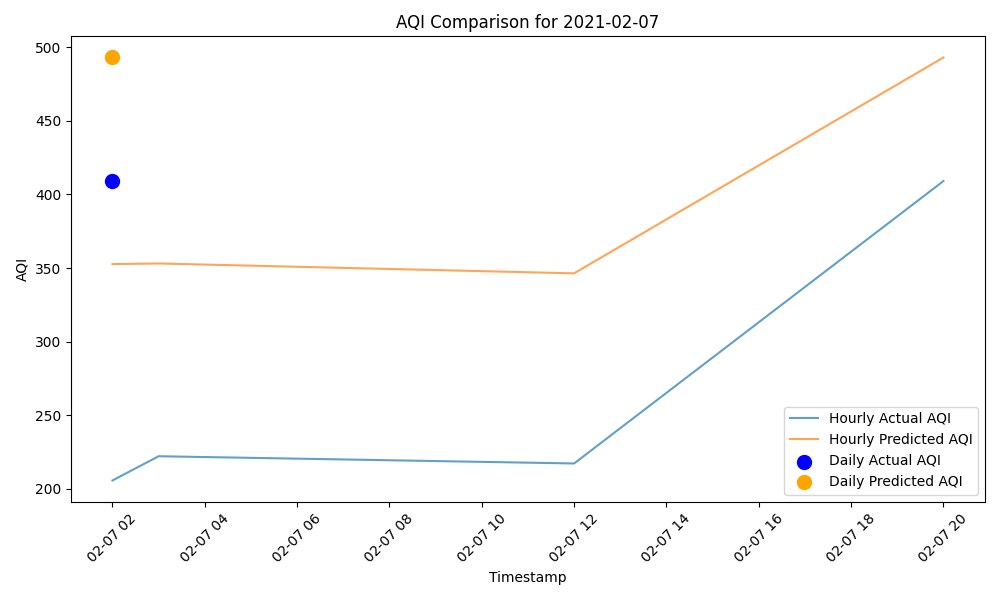 AQI Comparison for 2021-02-07
AQI
500
450
400
350
300
250
200
Hourly Actual AQI
Hourly Predicted AQI
Daily Actual AQI
Daily Predicted AQI
02-07 02
02-07 04
02-07 06
02-07 08
02-07 10
02-07 12
02-07 14
02-07 16
02-07 18
02-07 20
Timestamp